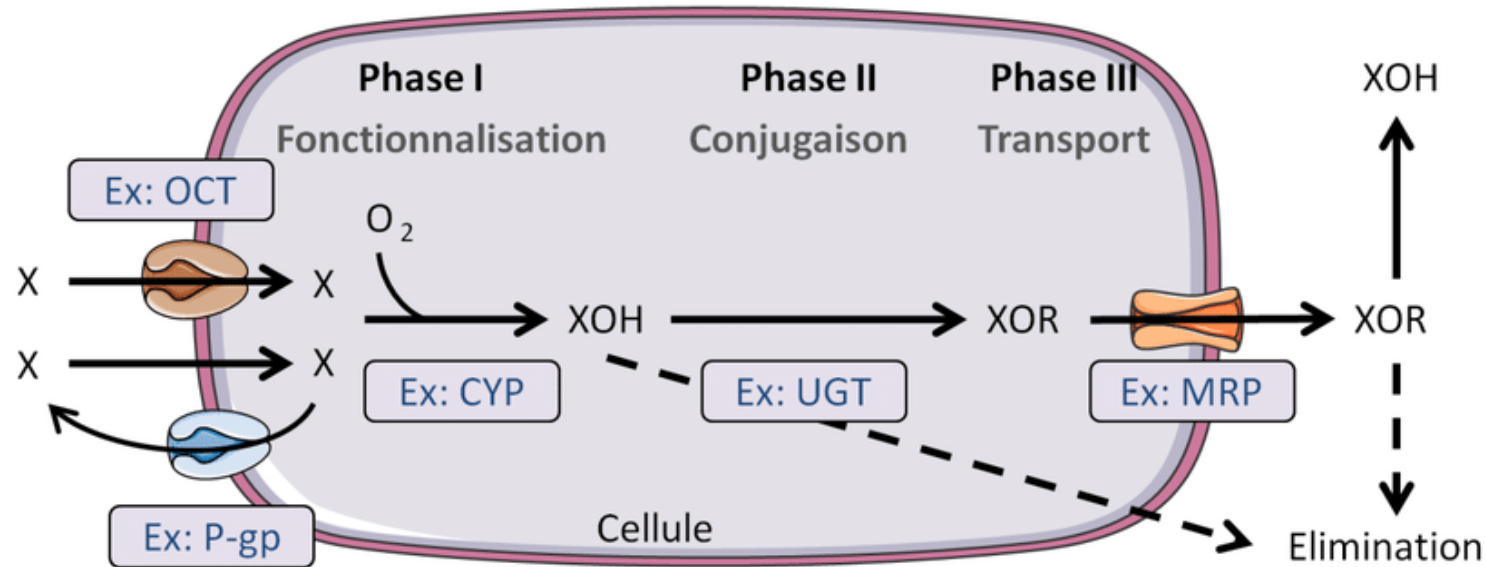 Phase I
Phase II
Phase III
XOH
Fonctionnalisation
Conjugaison
Transport
Ex: OCT
O2
X
X
XOH
XOR
XOR
X
X
Ex: CYP
Ex: UGT
Ex: MRP
Ex: P-gp
Cellule
Elimination